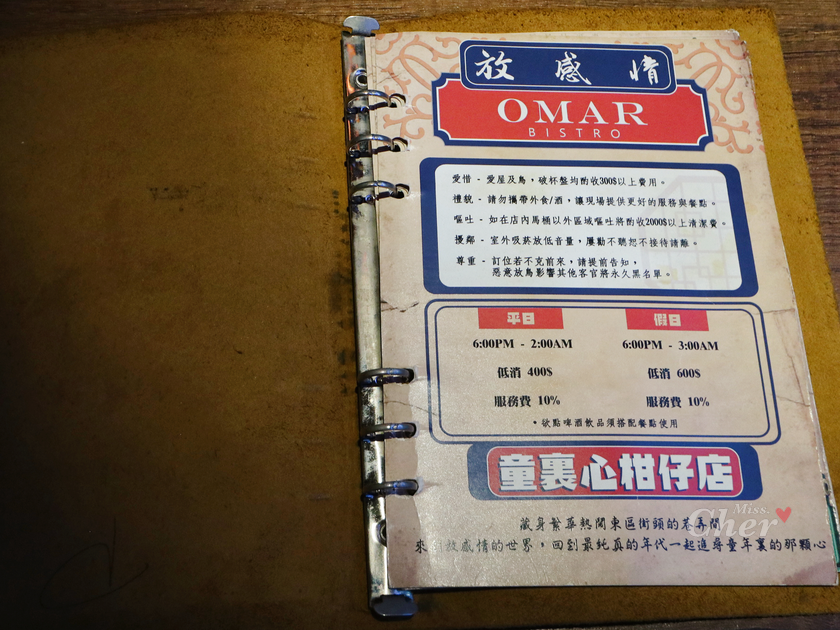 放感情
OMAR
BISTRO
愛惜 - 愛屋及鳥，破杯盤均酌收300$以上費用。
禮貌 - 請勿攜帶外食/酒，讓現場提供更好的服務與餐點。
嘔吐 - 如在店內馬桶以外區域嘔吐將酌收2000$以上清潔費。
擾鄰 - 室外吸菸放低音量，屢勸不聽恕不接待請離。
尊重 - 訂位若不克前來，請提前告知，
惡意放鳥影響其他客官將永久黑名單。
平日 假日
6:00PM - 2:00AM 6:00PM - 3:00AM
低消 400$ 低消 600$
服務費 10% 服務費 10%
•欲點啤酒飲品須搭配餐點使用
童裏心柑仔店
藏身繁華熱鬧東區街頭的巷弄間
來 放感情的世界，回到最純真的年代一起追尋童年裏的那顆心
Miss.
Cher